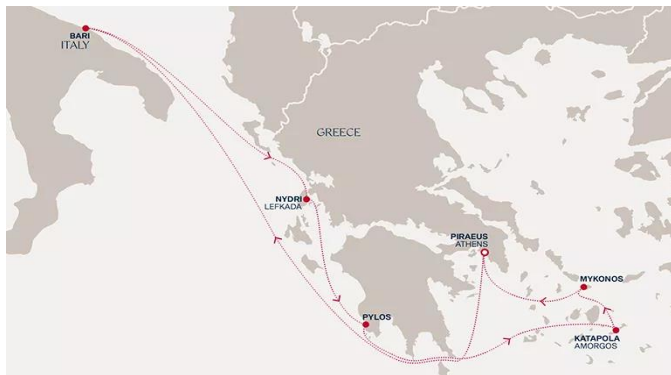 BARI
ITALY
GREECE
NYDRI
LEFKADA
PIRAEUS
ATHENS
MYKONOS
PYLOS
KATAPOLA
AMORGOS